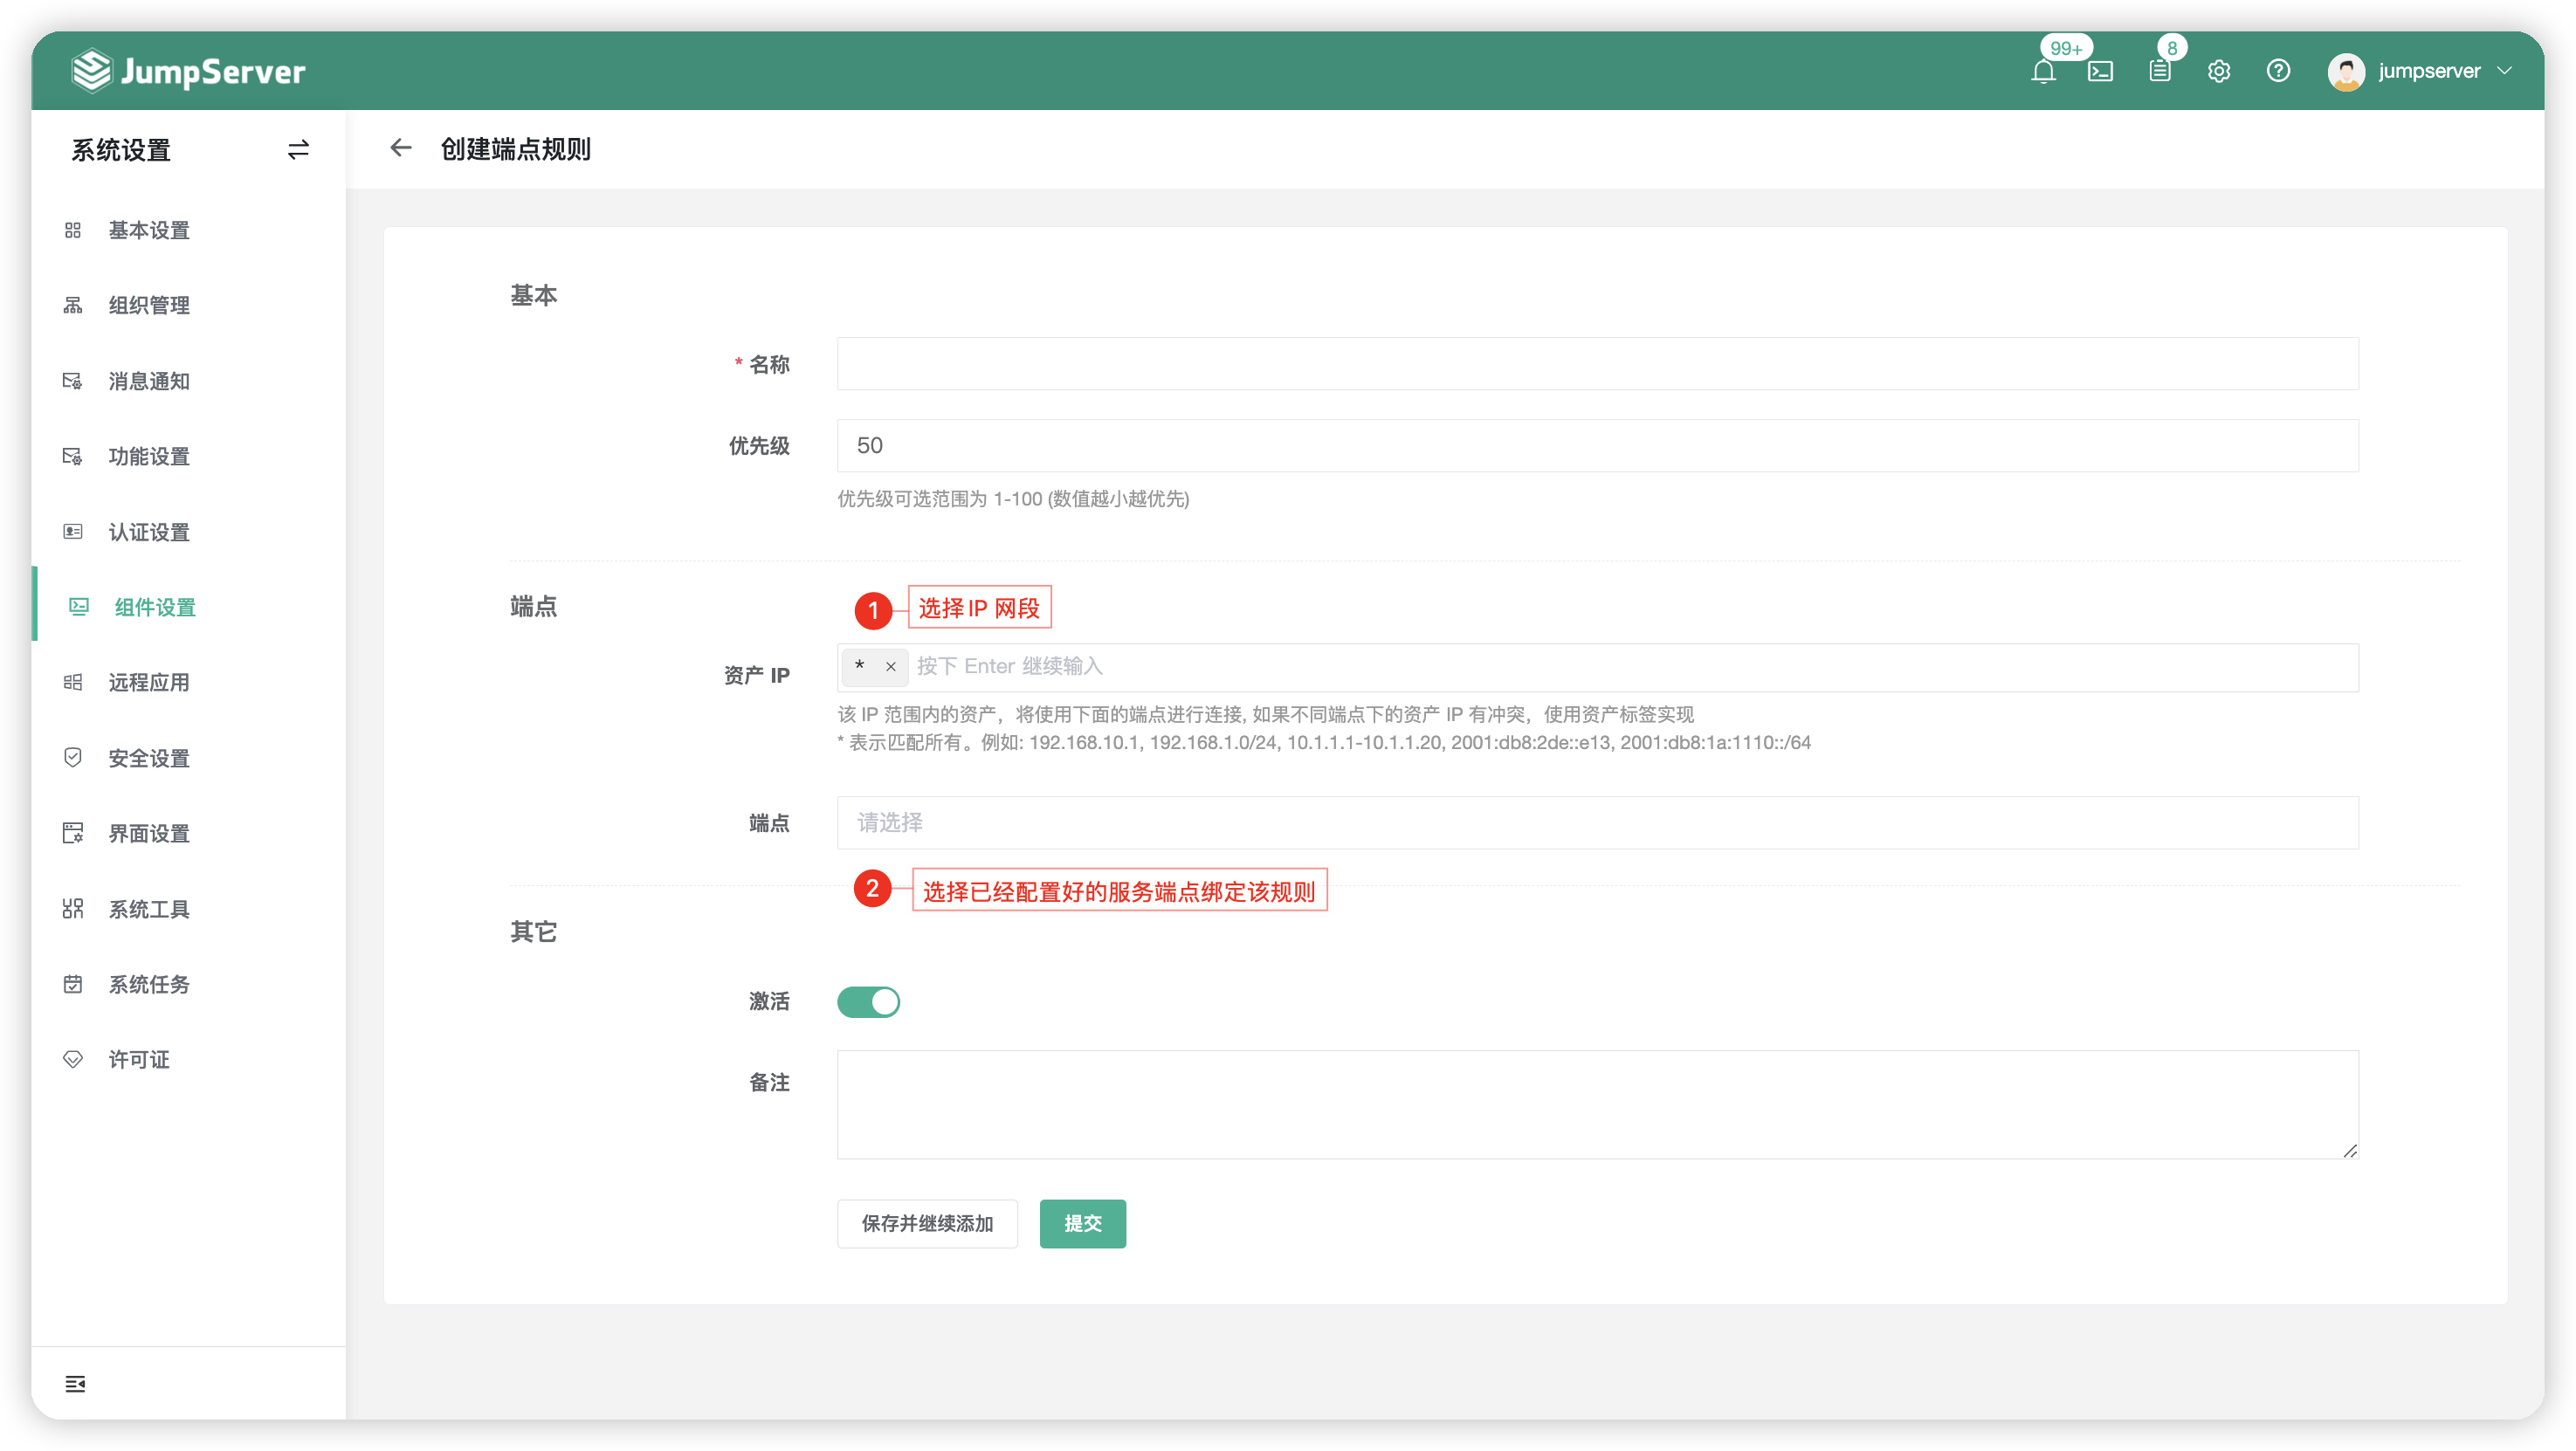 JumpServer
99+
8
jumpserver
系统设置
创建端点规则
基本设置
组织管理
消息通知
功能设置
认证设置
组件设置
远程应用
安全设置
界面设置
系统工具
系统任务
许可证
基本
* 名称
优先级
50
优先级可选范围为 1-100 (数值越小越优先)
端点
1 选择IP 网段
资产 IP
* × 按下 Enter 继续输入
该 IP 范围内的资产，将使用下面的端点进行连接, 如果不同端点下的资产 IP 有冲突，使用资产标签实现
* 表示匹配所有。例如: 192.168.10.1, 192.168.1.0/24, 10.1.1.1-10.1.1.20, 2001:db8:2de::e13, 2001:db8:1a:1110::/64
端点
请选择
2 选择已经配置好的服务端点绑定该规则
其它
激活
备注
保存并继续添加
提交